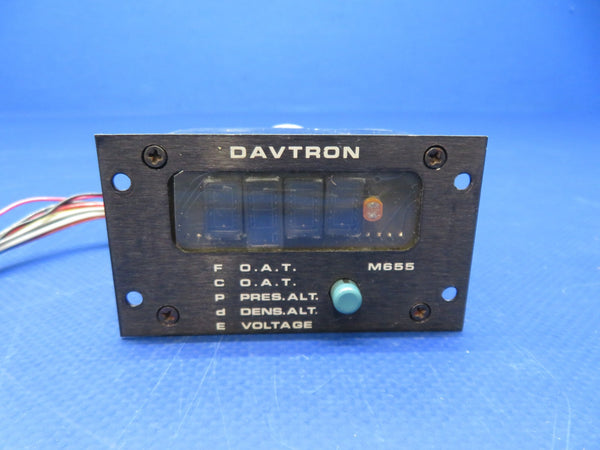 DAVTRON
F O.A.T. M655
C O.A.T.
P PRES.ALT.
d DENS.ALT.
E VOLTAGE